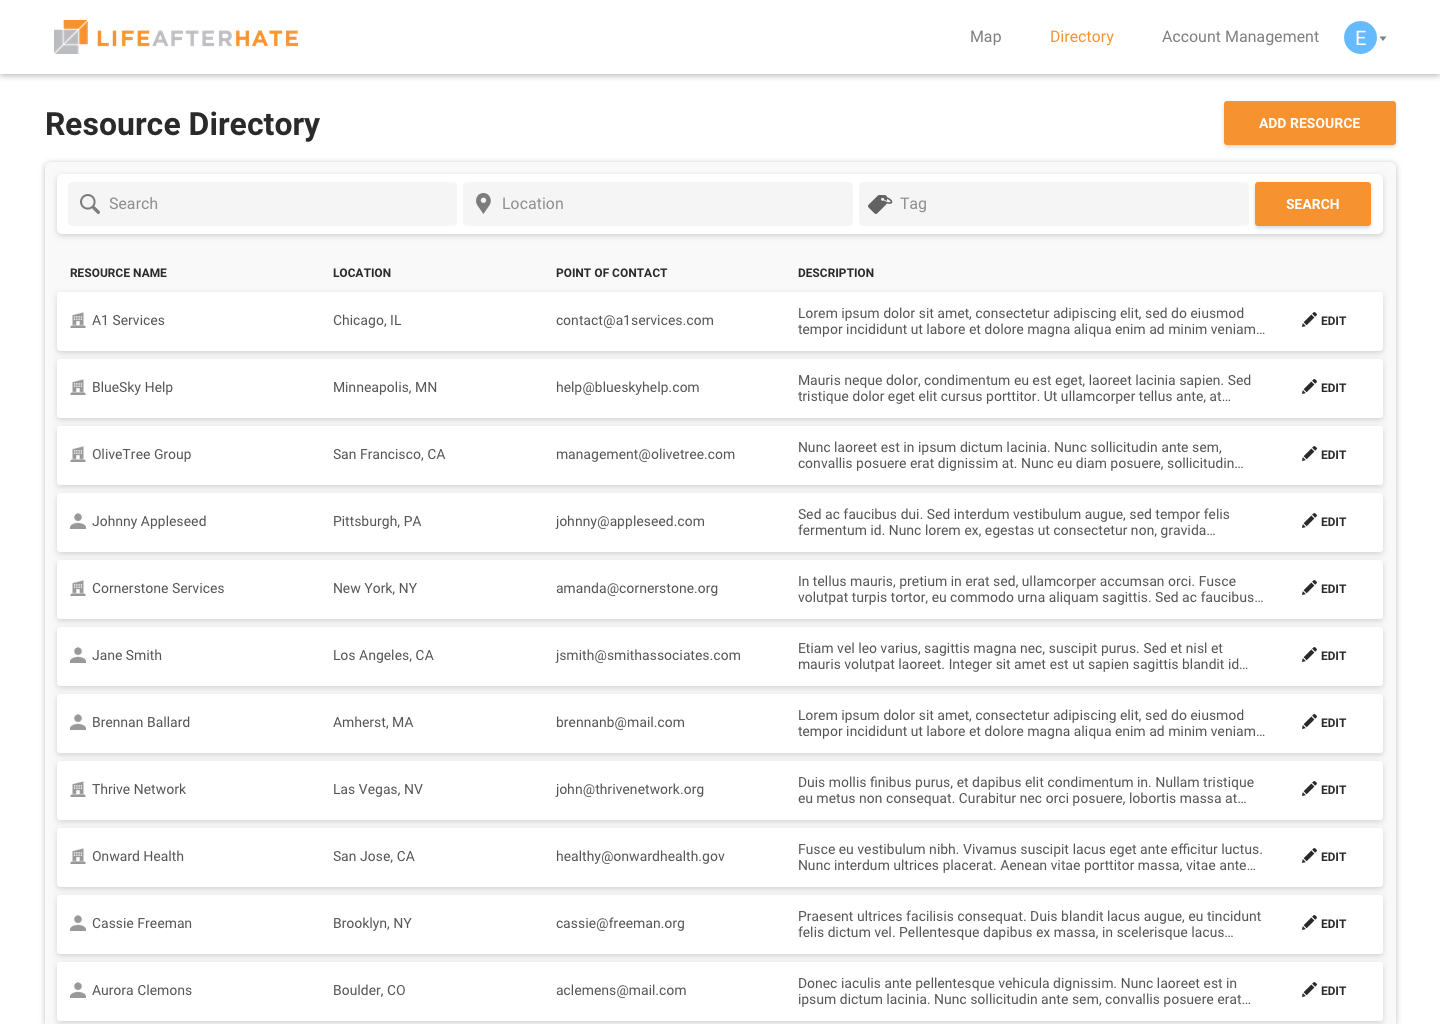 LIFEAFTERHATE
Map
Directory
Account Management
E
Resource Directory
ADD RESOURCE
Search
Location
Tag
SEARCH
RESOURCE NAME
LOCATION
POINT OF CONTACT
DESCRIPTION
A1 Services
Chicago, IL
contact@a1services.com
Lorem ipsum dolor sit amet, consectetur adipiscing elit, sed do eiusmod
tempor incididunt ut labore et dolore magna aliqua enim ad minim veniam...
EDIT
BlueSky Help
Minneapolis, MN
help@blueskyhelp.com
Mauris neque dolor, condimentum eu est eget, laoreet lacinia sapien. Sed
tristique dolor eget elit cursus porttitor. Ut ullamcorper tellus ante, at...
EDIT
OliveTree Group
San Francisco, CA
management@olivetree.com
Nunc laoreet est in ipsum dictum lacinia. Nunc sollicitudin ante sem,
convallis posuere erat dignissim at. Nunc eu diam posuere, sollicitudin...
EDIT
Johnny Appleseed
Pittsburgh, PA
johnny@appleseed.com
Sed ac faucibus dui. Sed interdum vestibulum augue, sed tempor felis
fermentum id. Nunc lorem ex, egestas ut consectetur non, gravida...
EDIT
Cornerstone Services
New York, NY
amanda@cornerstone.org
In tellus mauris, pretium in erat sed, ullamcorper accumsan orci. Fusce
volutpat turpis tortor, eu commodo urna aliquam sagittis. Sed ac faucibus...
EDIT
Jane Smith
Los Angeles, CA
jsmith@smithassociates.com
Etiam vel leo varius, sagittis magna nec, suscipit purus. Sed et nisl et
mauris volutpat laoreet. Integer sit amet est ut sapien sagittis blandit id...
EDIT
Brennan Ballard
Amherst, MA
brennanb@mail.com
Lorem ipsum dolor sit amet, consectetur adipiscing elit, sed do eiusmod
tempor incididunt ut labore et dolore magna aliqua enim ad minim veniam...
EDIT
Thrive Network
Las Vegas, NV
john@thrivenetwork.org
Duis mollis finibus purus, et dapibus elit condimentum in. Nullam tristique
eu metus non consequat. Curabitur nec orci posuere, lobortis massa at...
EDIT
Onward Health
San Jose, CA
healthy@onwardhealth.gov
Fusce eu vestibulum nibh. Vivamus suscipit lacus eget ante efficitur luctus.
Nunc interdum ultrices placerat. Aenean vitae porttitor massa, vitae ante...
EDIT
Cassie Freeman
Brooklyn, NY
cassie@freeman.org
Praesent ultrices facilisis consequat. Duis blandit lacus augue, eu tincidunt
felis dictum vel. Pellentesque dapibus ex massa, in scelerisque lacus...
EDIT
Aurora Clemons
Boulder, CO
aclemens@mail.com
Donec iaculis ante pellentesque vehicula dignissim. Nunc laoreet est in
ipsum dictum lacinia. Nunc sollicitudin ante sem, convallis posuere erat...
EDIT